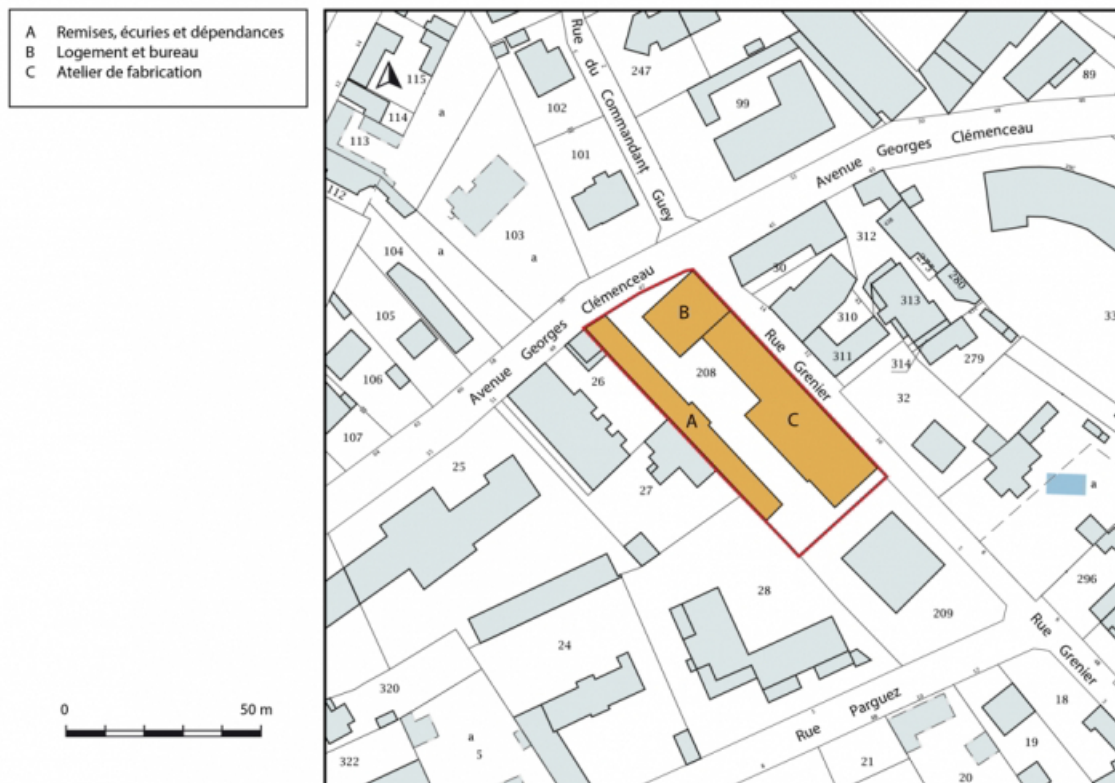 A Remises, écuries et dépendances
B Logement et bureau
C Atelier de fabrication
0 50 m
Rue du Commandant Guey
Avenue Georges Clémenceau
Avenue Georges Clémenceau
Rue Grenier
Rue Grenier
Rue Parguez
115
114
113
112
a
102
101
247
99
89
103
a
a
104
105
106
107
30
312
275
280
313
310
311
314
279
33
B
208
A
C
26
27
25
32
a
28
209
296
24
320
322
a
5
18
19
20
21